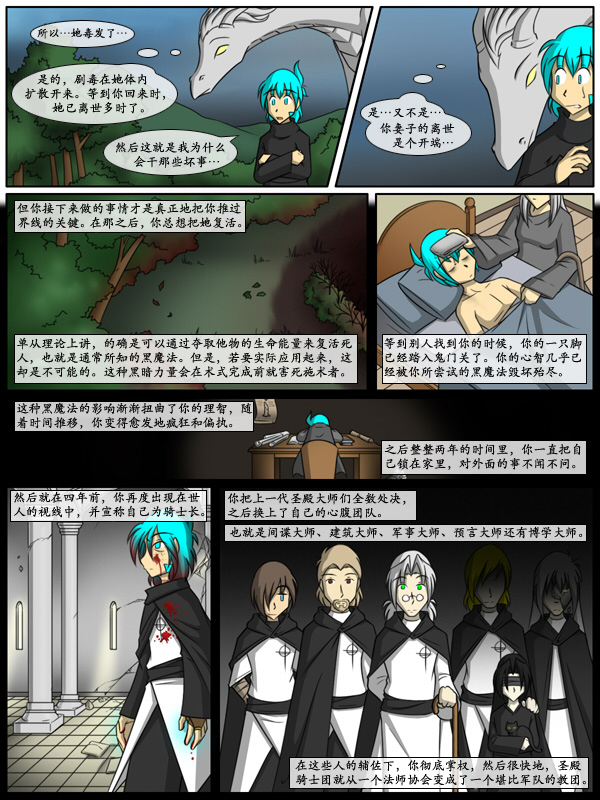 所以…她毒发了…
是的，剧毒在她体内
扩散开来。等到你回来时，
她已离世多时了。
然后这就是我为什么
会干那些坏事…
是…又不是…
你妻子的离世
是个开端…
但你接下来做的事情才是真正地把你推过
界线的关键。在那之后，你总想把她复活。
单从理论上讲，的确是可以通过夺取他物的生命能量来复活死
人，也就是通常所知的黑魔法。但是，若要实际应用起来，这
却是不可能的。这种黑暗力量会在术式完成前就害死施术者。
等到别人找到你的时候，你的一只脚
已经踏入鬼门关了。你的心智几乎已
经被你所尝试的黑魔法毁坏殆尽。
这种黑魔法的影响渐渐扭曲了你的理智，随
着时间推移，你变得愈发地疯狂和偏执。
之后整整两年的时间里，你一直把自
己锁在家里，对外面的事不闻不问。
然后就在四年前，你再度出现在世
人的视线中，并宣称自己为骑士长。
你把上一代圣殿大师们全数处决，
之后换上了自己的心腹团队。
也就是间谍大师、建筑大师、军事大师、预言大师还有博学大师。
在这些人的辅佐下，你彻底掌权，然后很快地，圣殿
骑士团就从一个法师协会变成了一个堪比军队的教团。